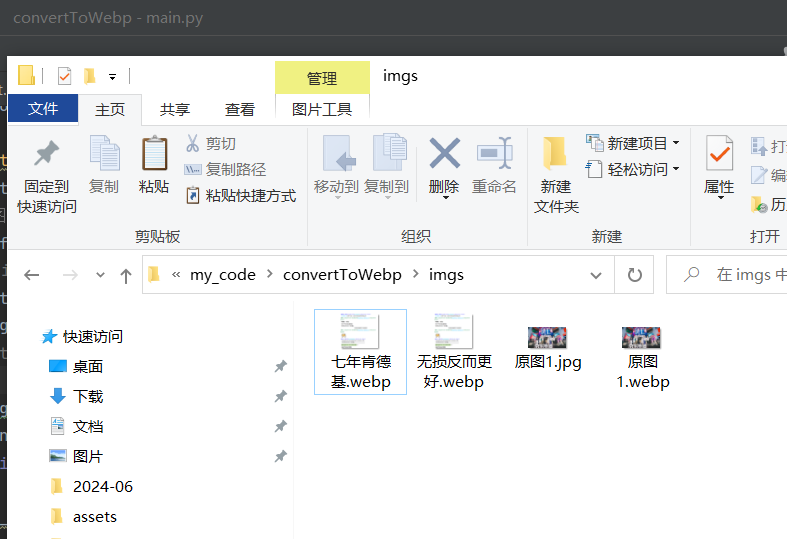 convertToWebp - main.py
管理
imgs
文件
主页
共享
查看
图片工具
固定到
快速访问
复制
粘贴
剪切
复制路径
粘贴快捷方式
剪贴板
移动到
复制到
删除
重命名
组织
新建
文件夹
新建项目
轻松访问
新建
属性
打
编
历
打开
« my_code › convertToWebp › imgs
在 imgs 中
快速访问
桌面
下载
文档
图片
2024-06
assets
七年肯德
基.webp
无损反而更
好.webp
原图1.jpg
原图
1.webp